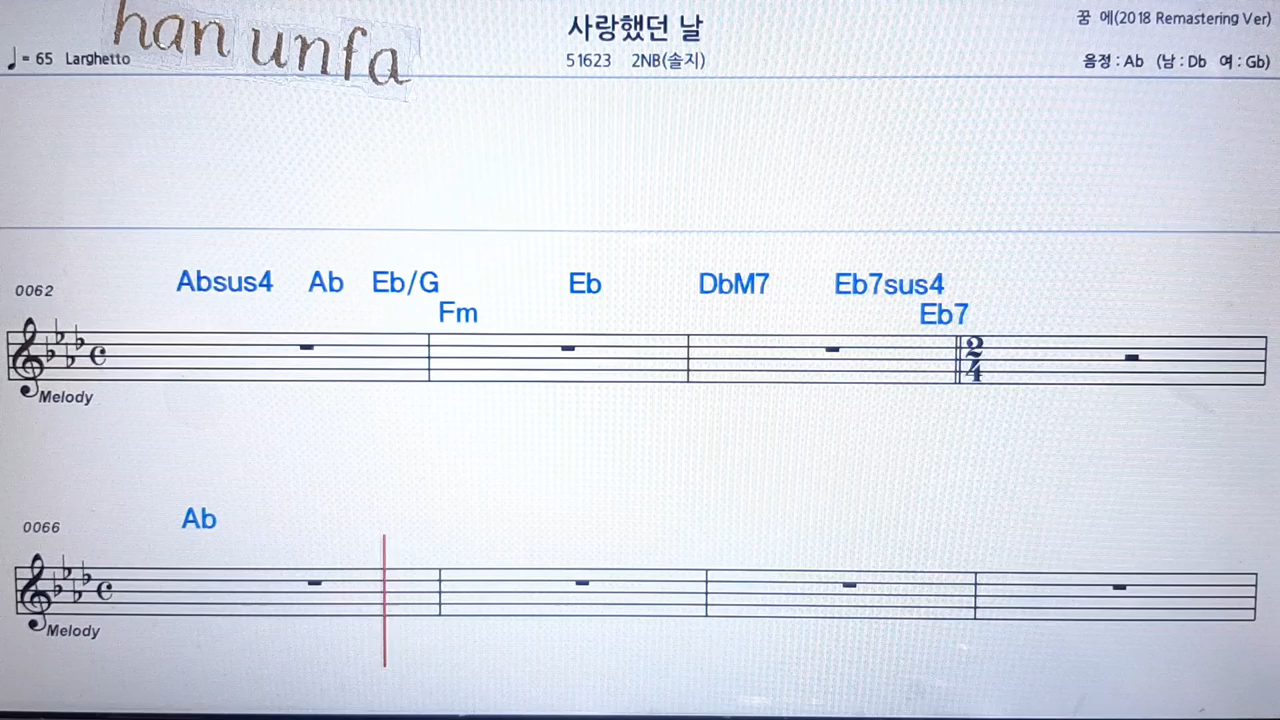 han unfa
사랑했던 날
꿈 에(2018 Remastering Ver)
♩= 65 Larghetto
51623 2NB(솔지)
음정 : Ab (남 : Db 여 : Gb)
0062
Absus4 Ab Eb/G Eb DbM7 Eb7sus4
Fm Eb7
2
4
Melody
0066
Ab
Melody